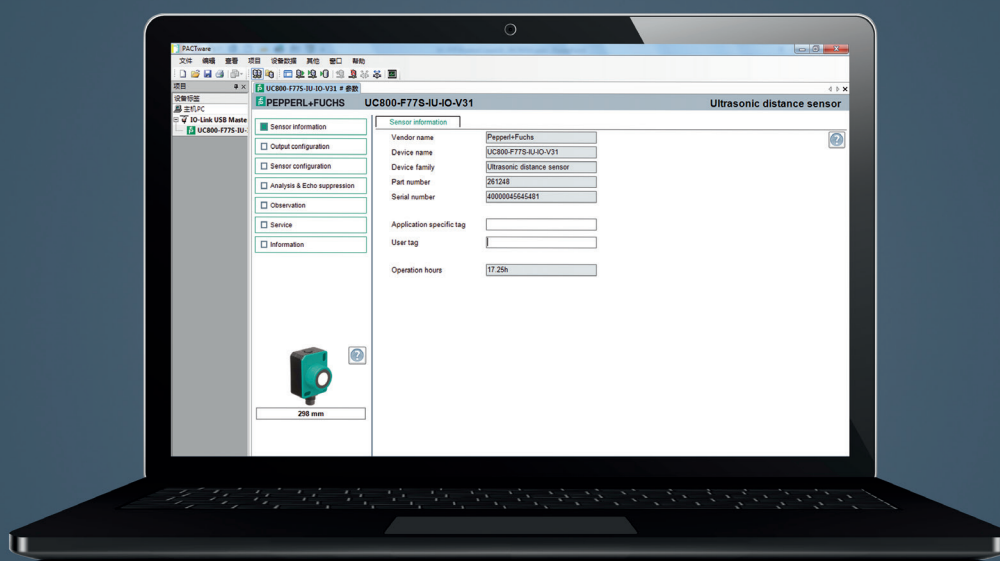 PACTware
文件 编辑 查看 项目 设备数据 其他 窗口 帮助
项目
UC800-F77S-IU-IO-V31 # 参数
设备标签
主机PC
IO-Link USB Maste
UC800-F77S-IU-
PEPPERL+FUCHS UC800-F77S-IU-IO-V31 Ultrasonic distance sensor
Sensor information
Output configuration
Sensor configuration
Analysis & Echo suppression
Observation
Service
Information
298 mm
Sensor information
Vendor name Pepperl+Fuchs
Device name UC800-F77S-IU-IO-V31
Device family Ultrasonic distance sensor
Part number 261248
Serial number 40000045645481
Application specific tag
User tag
Operation hours 17.25h